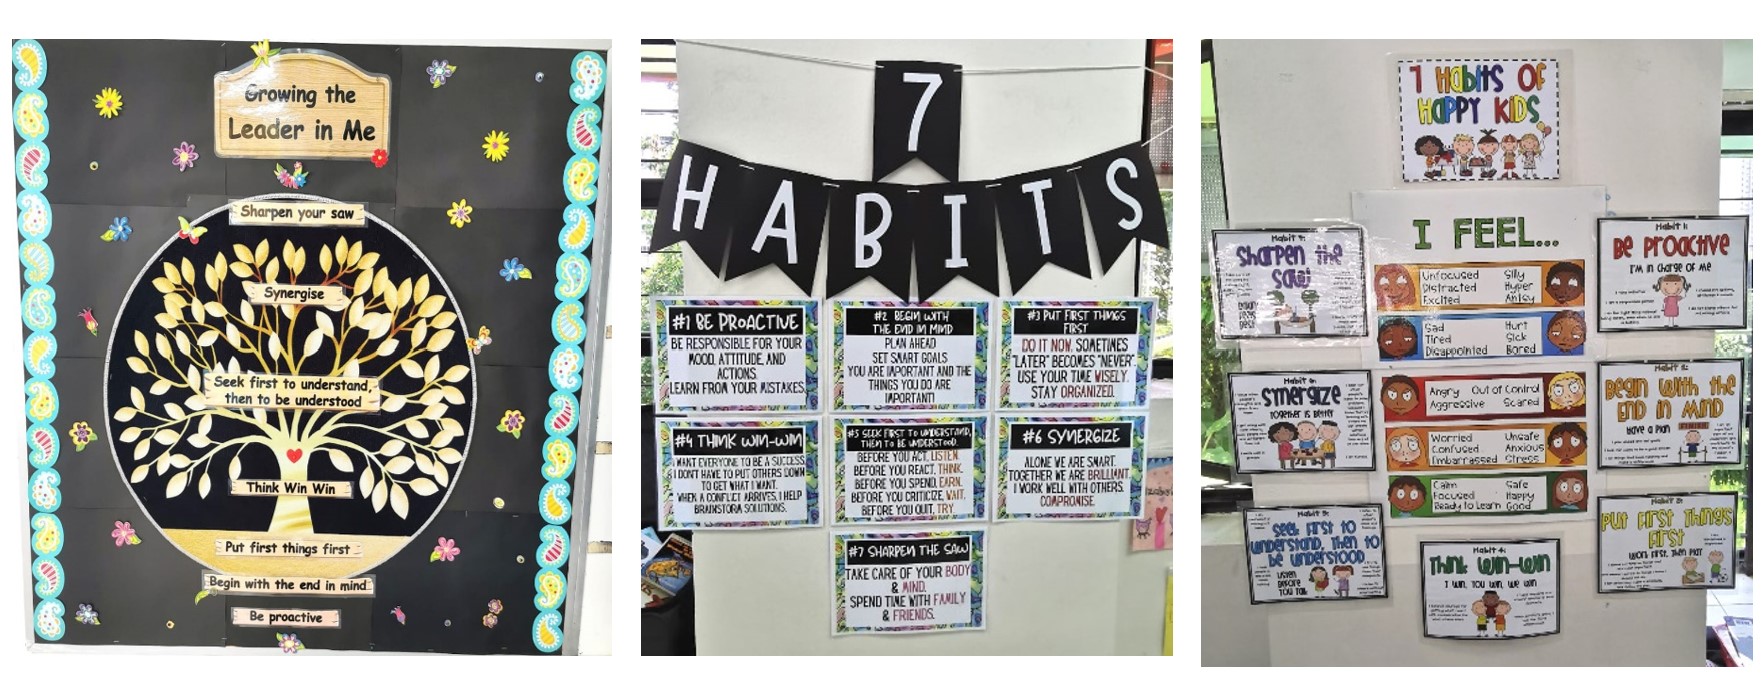 Growing the
Leader in Me
Sharpen your saw
Synergise
Seek first to understand,
then to be understood
Think Win Win
Put first things first
Begin with the end in mind
Be proactive
7
HABITS
#1 BE PROACTIVE
BE RESPONSIBLE FOR YOUR
MOOD, ATTITUDE, AND
ACTIONS.
LEARN FROM YOUR MISTAKES.
#2 BEGIN WITH
THE END IN MIND
PLAN AHEAD
SET SMART GOALS
YOU ARE IMPORTANT AND THE
THINGS YOU DO ARE
IMPORTANT!
#3 PUT FIRST THINGS
FIRST
DO IT NOW. SOMETIMES
"LATER" BECOMES "NEVER".
USE YOUR TIME WISELY.
STAY ORGANIZED.
#4 THINK WIN-WIN
I WANT EVERYONE TO BE A SUCCESS.
I DON'T HAVE TO PUT OTHERS DOWN
TO GET WHAT I WANT.
WHEN A CONFLICT ARRIVES, I HELP
BRAINSTORM SOLUTIONS.
#5 SEEK FIRST TO UNDERSTAND,
THEN TO BE UNDERSTOOD.
BEFORE YOU ACT, LISTEN.
BEFORE YOU REACT, THINK.
BEFORE YOU SPEND, EARN.
BEFORE YOU CRITICIZE, WAIT.
BEFORE YOU QUIT, TRY.
#6 SYNERGIZE
ALONE WE ARE SMART.
TOGETHER WE ARE BRILLIANT.
I WORK WELL WITH OTHERS.
COMPROMISE.
#7 SHARPEN THE SAW
TAKE CARE OF YOUR BODY
& MIND.
SPEND TIME WITH FAMILY
& FRIENDS.
7 HABITS OF
HAPPY KIDS
I FEEL...
Unfocused Silly
Distracted Hyper
Excited Antsy
Sad Hurt
Tired Sick
Disappointed Bored
Angry Out of Control
Aggressive Scared
Worried Unsafe
Confused Anxious
Embarrassed Stress
Calm Safe
Focused Happy
Ready to Learn Good
Habit 7:
Sharpen the
Saw
Habit 6:
Synergize
Together is Better
Habit 5:
Seek First to
Understand, Then to
Be Understood
Listen
Before
You Talk
Habit 4:
Think Win-Win
I Win, You Win, We Win
Habit 1:
Be Proactive
I'm in Charge of Me
Habit 2:
Begin With the
End in Mind
Have a Plan
Habit 3:
Put First Things
First
Work First, Then Play